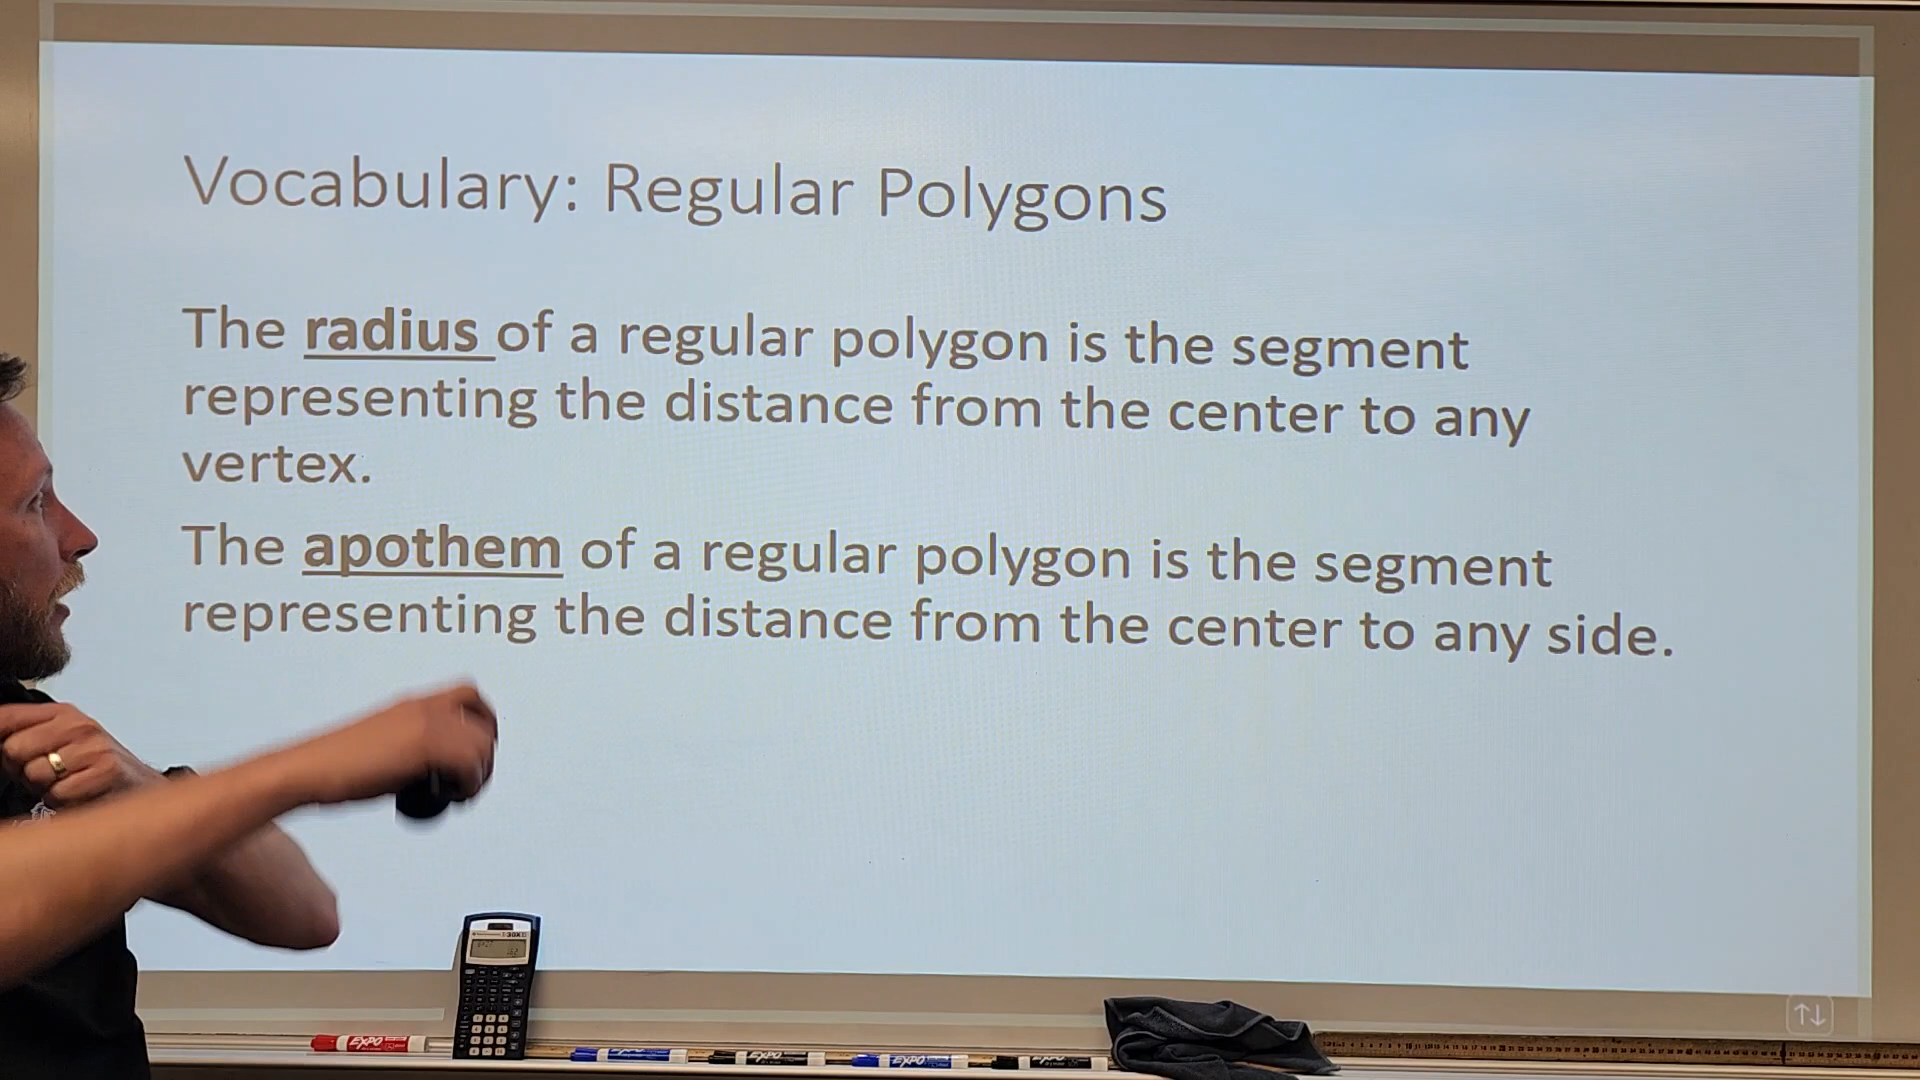 Vocabulary: Regular Polygons
The radius of a regular polygon is the segment
representing the distance from the center to any
vertex.
The apothem of a regular polygon is the segment
representing the distance from the center to any side.
EXPO
EXPO
EXPO
EXPO